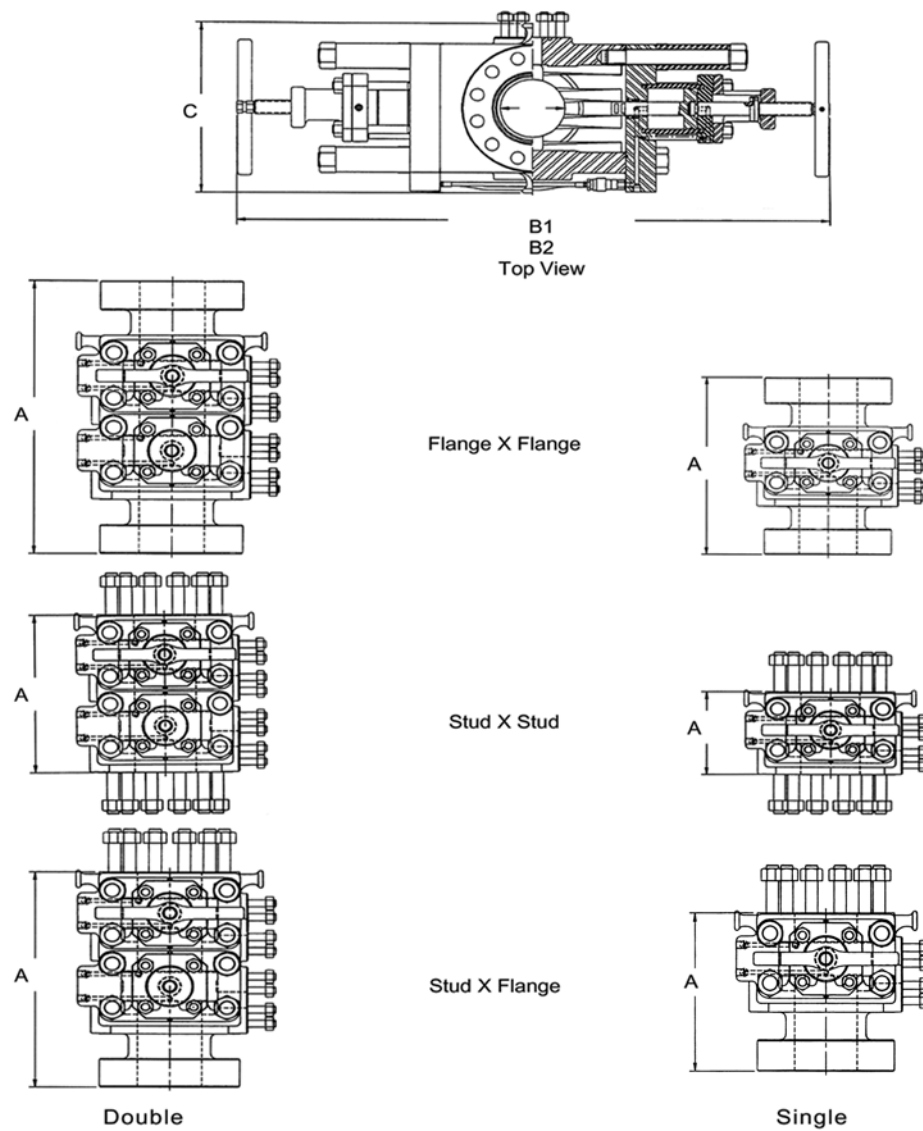 C
B1
B2
Top View
A
Flange X Flange
A
A
Stud X Stud
A
A
Stud X Flange
A
Double
Single